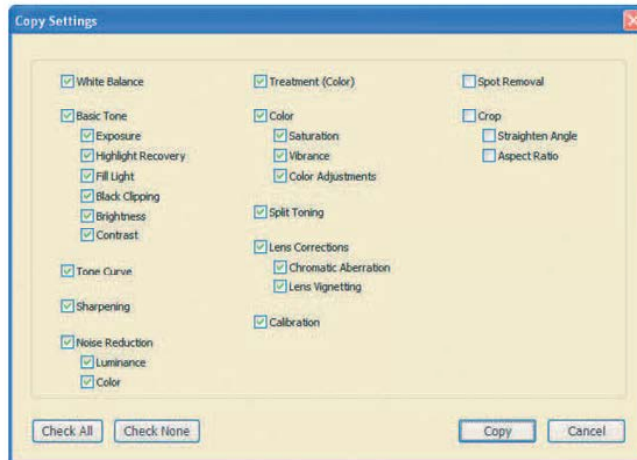 Copy Settings
White Balance
Basic Tone
Exposure
Highlight Recovery
Fill Light
Black Clipping
Brightness
Contrast
Tone Curve
Sharpening
Noise Reduction
Luminance
Color
Treatment (Color)
Color
Saturation
Vibrance
Color Adjustments
Split Toning
Lens Corrections
Chromatic Aberration
Lens Vignetting
Calibration
Spot Removal
Crop
Straighten Angle
Aspect Ratio
Check All
Check None
Copy
Cancel